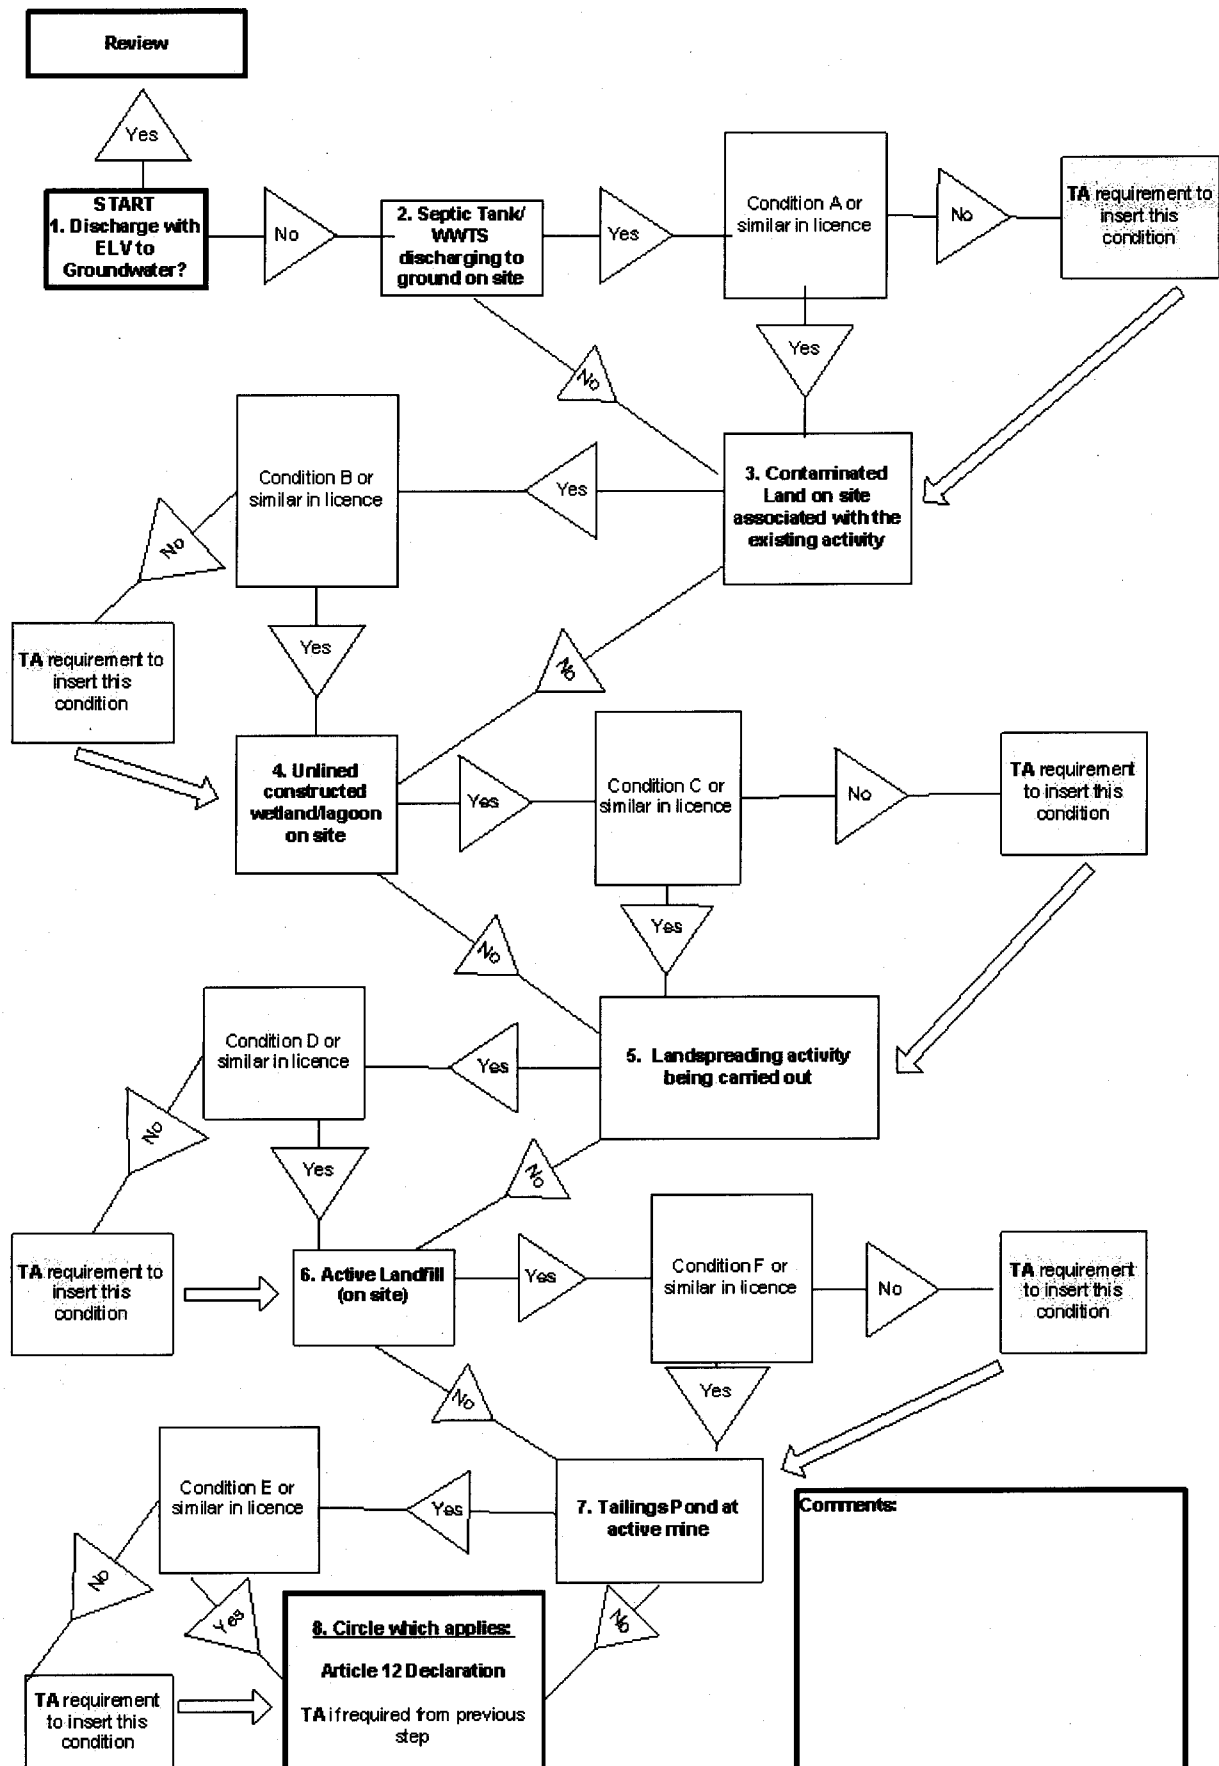 Review
Yes
START
1. Discharge with
ELV to
Groundwater?
No
2. Septic Tank/
WWTS
discharging to
ground on site
Yes
Condition A or
similar in licence
No
TA requirement to
insert this
condition
Yes
No
3. Contaminated
Land on site
associated with the
existing activity
Yes
Condition B or
similar in licence
No
TA requirement to
insert this
condition
Yes
No
4. Unlined
constructed
wetland/lagoon
on site
Yes
Condition C or
similar in licence
No
TA requirement
to insert this
condition
Yes
No
5. Landspreading activity
being carried out
Yes
Condition D or
similar in licence
No
TA requirement to
insert this
condition
Yes
No
6. Active Landfill
(on site)
Yes
Condition F or
similar in licence
No
TA requirement
to insert this
condition
Yes
No
7. Tailings Pond at
active mine
Yes
Condition E or
similar in licence
No
TA requirement
to insert this
condition
Yes
No
8. Circle which applies:
Article 12 Declaration
TA if required from previous
step
Comments: